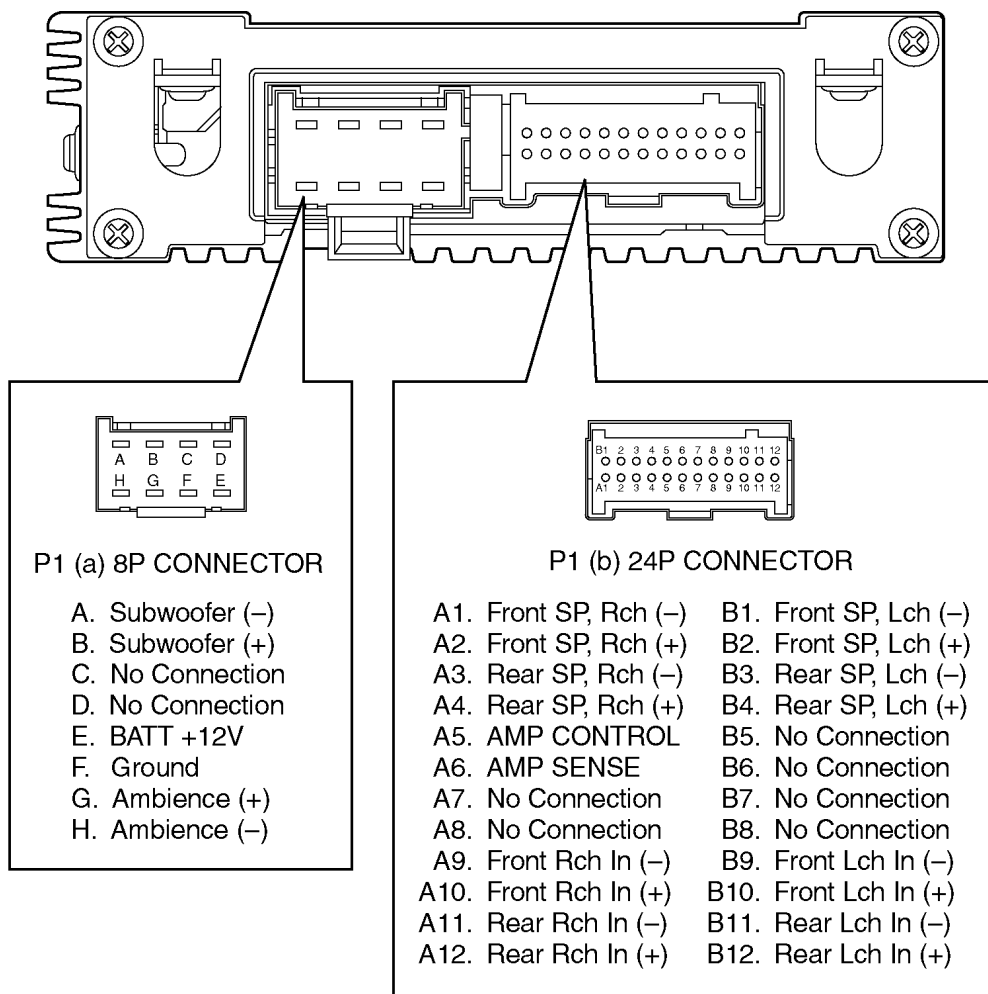 A B C D
H G F E
P1 (a) 8P CONNECTOR
A. Subwoofer (–)
B. Subwoofer (+)
C. No Connection
D. No Connection
E. BATT +12V
F. Ground
G. Ambience (+)
H. Ambience (–)
B1 2 3 4 5 6 7 8 9 10 11 12
A1 2 3 4 5 6 7 8 9 10 11 12
P1 (b) 24P CONNECTOR
A1. Front SP, Rch (–)
A2. Front SP, Rch (+)
A3. Rear SP, Rch (–)
A4. Rear SP, Rch (+)
A5. AMP CONTROL
A6. AMP SENSE
A7. No Connection
A8. No Connection
A9. Front Rch In (–)
A10. Front Rch In (+)
A11. Rear Rch In (–)
A12. Rear Rch In (+)
B1. Front SP, Lch (–)
B2. Front SP, Lch (+)
B3. Rear SP, Lch (–)
B4. Rear SP, Lch (+)
B5. No Connection
B6. No Connection
B7. No Connection
B8. No Connection
B9. Front Lch In (–)
B10. Front Lch In (+)
B11. Rear Lch In (–)
B12. Rear Lch In (+)